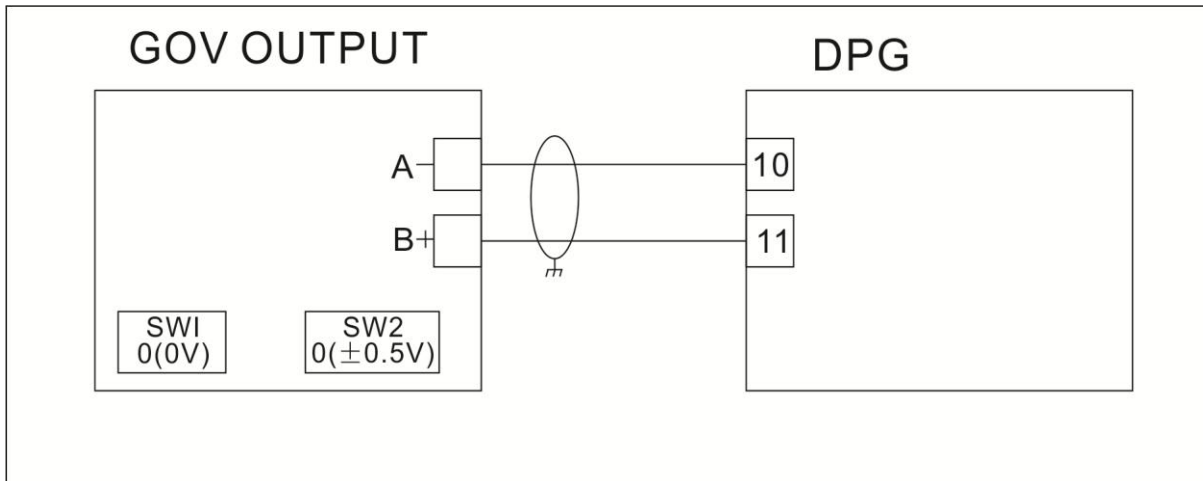 GOV OUTPUT
DPG
A-
10
B+
11
SWI
0(0V)
SW2
0(±0.5V)